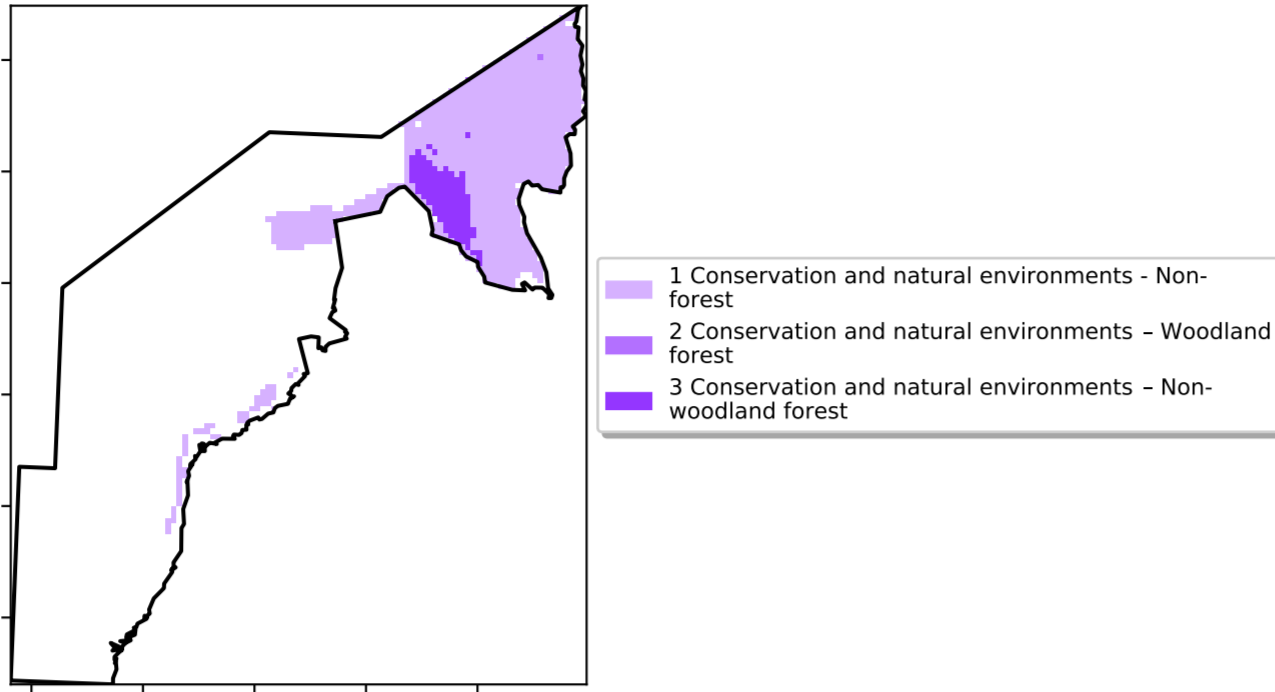 1 Conservation and natural environments - Non-
forest
2 Conservation and natural environments – Woodland
forest
3 Conservation and natural environments – Non-
woodland forest